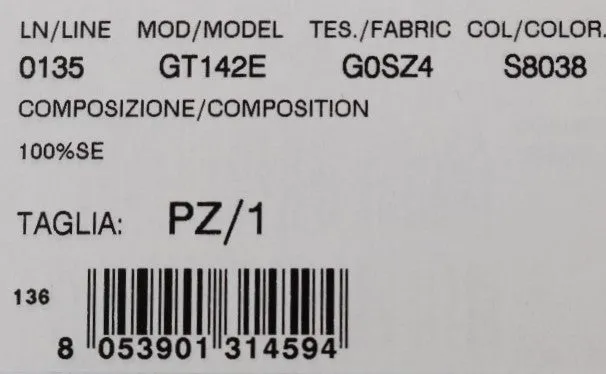 LN/LINE MOD/MODEL TES./FABRIC COL/COLOR.
0135 GT142E G0SZ4 S8038
COMPOSIZIONE/COMPOSITION
100%SE
TAGLIA: PZ/1
136
8 053901 314594